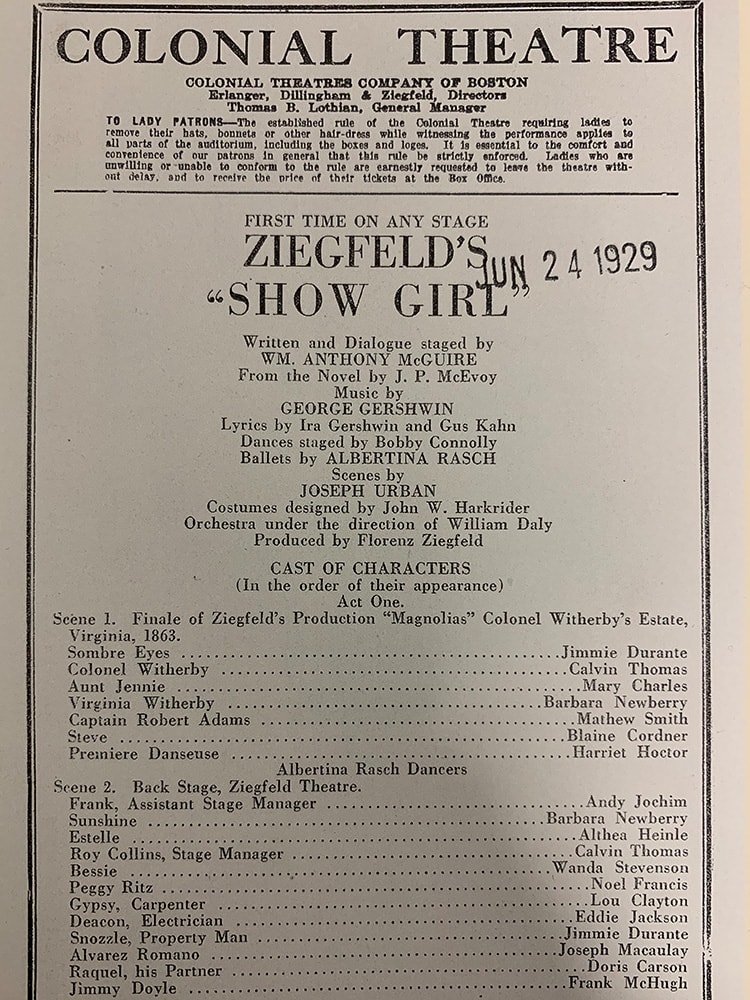 COLONIAL THEATRE
COLONIAL THEATRES COMPANY OF BOSTON
Erlanger, Dillingham & Ziegfeld, Directors
Thomas B. Lothian, General Manager
TO LADY PATRONS—The established rule of the Colonial Theatre requiring ladies to
remove their hats, bonnets or other hair-dress while witnessing the performance applies to
all parts of the auditorium, including the boxes and loges. It is essential to the comfort and
convenience of our patrons in general that this rule be strictly enforced. Ladies who are
unwilling or unable to conform to the rule are earnestly requested to leave the theatre with-
out delay, and to receive the price of their tickets at the Box Office.
FIRST TIME ON ANY STAGE
ZIEGFELD'S
JUN 24 1929
"SHOW GIRL"
Written and Dialogue staged by
WM. ANTHONY McGUIRE
From the Novel by J. P. McEvoy
Music by
GEORGE GERSHWIN
Lyrics by Ira Gershwin and Gus Kahn
Dances staged by Bobby Connolly
Ballets by ALBERTINA RASCH
Scenes by
JOSEPH URBAN
Costumes designed by John W. Harkrider
Orchestra under the direction of William Daly
Produced by Florenz Ziegfeld
CAST OF CHARACTERS
(In the order of their appearance)
Act One.
Scene 1. Finale of Ziegfeld's Production "Magnolias" Colonel Witherby's Estate,
Virginia, 1863.
Sombre Eyes ........ Jimmie Durante
Colonel Witherby ........ Calvin Thomas
Aunt Jennie ........ Mary Charles
Virginia Witherby ........ Barbara Newberry
Captain Robert Adams ........ Mathew Smith
Steve ........ Blaine Cordner
Premiere Danseuse ........ Harriet Hoctor
Albertina Rasch Dancers
Scene 2. Back Stage, Ziegfeld Theatre.
Frank, Assistant Stage Manager ........ Andy Jochim
Sunshine ........ Barbara Newberry
Estelle ........ Althea Heinle
Roy Collins, Stage Manager ........ Calvin Thomas
Bessie ........ Wanda Stevenson
Peggy Ritz ........ Noel Francis
Gypsy, Carpenter ........ Lou Clayton
Deacon, Electrician ........ Eddie Jackson
Snozzle, Property Man ........ Jimmie Durante
Alvarez Romano ........ Joseph Macaulay
Raquel, his Partner ........ Doris Carson
Jimmy Doyle ........ Frank McHugh